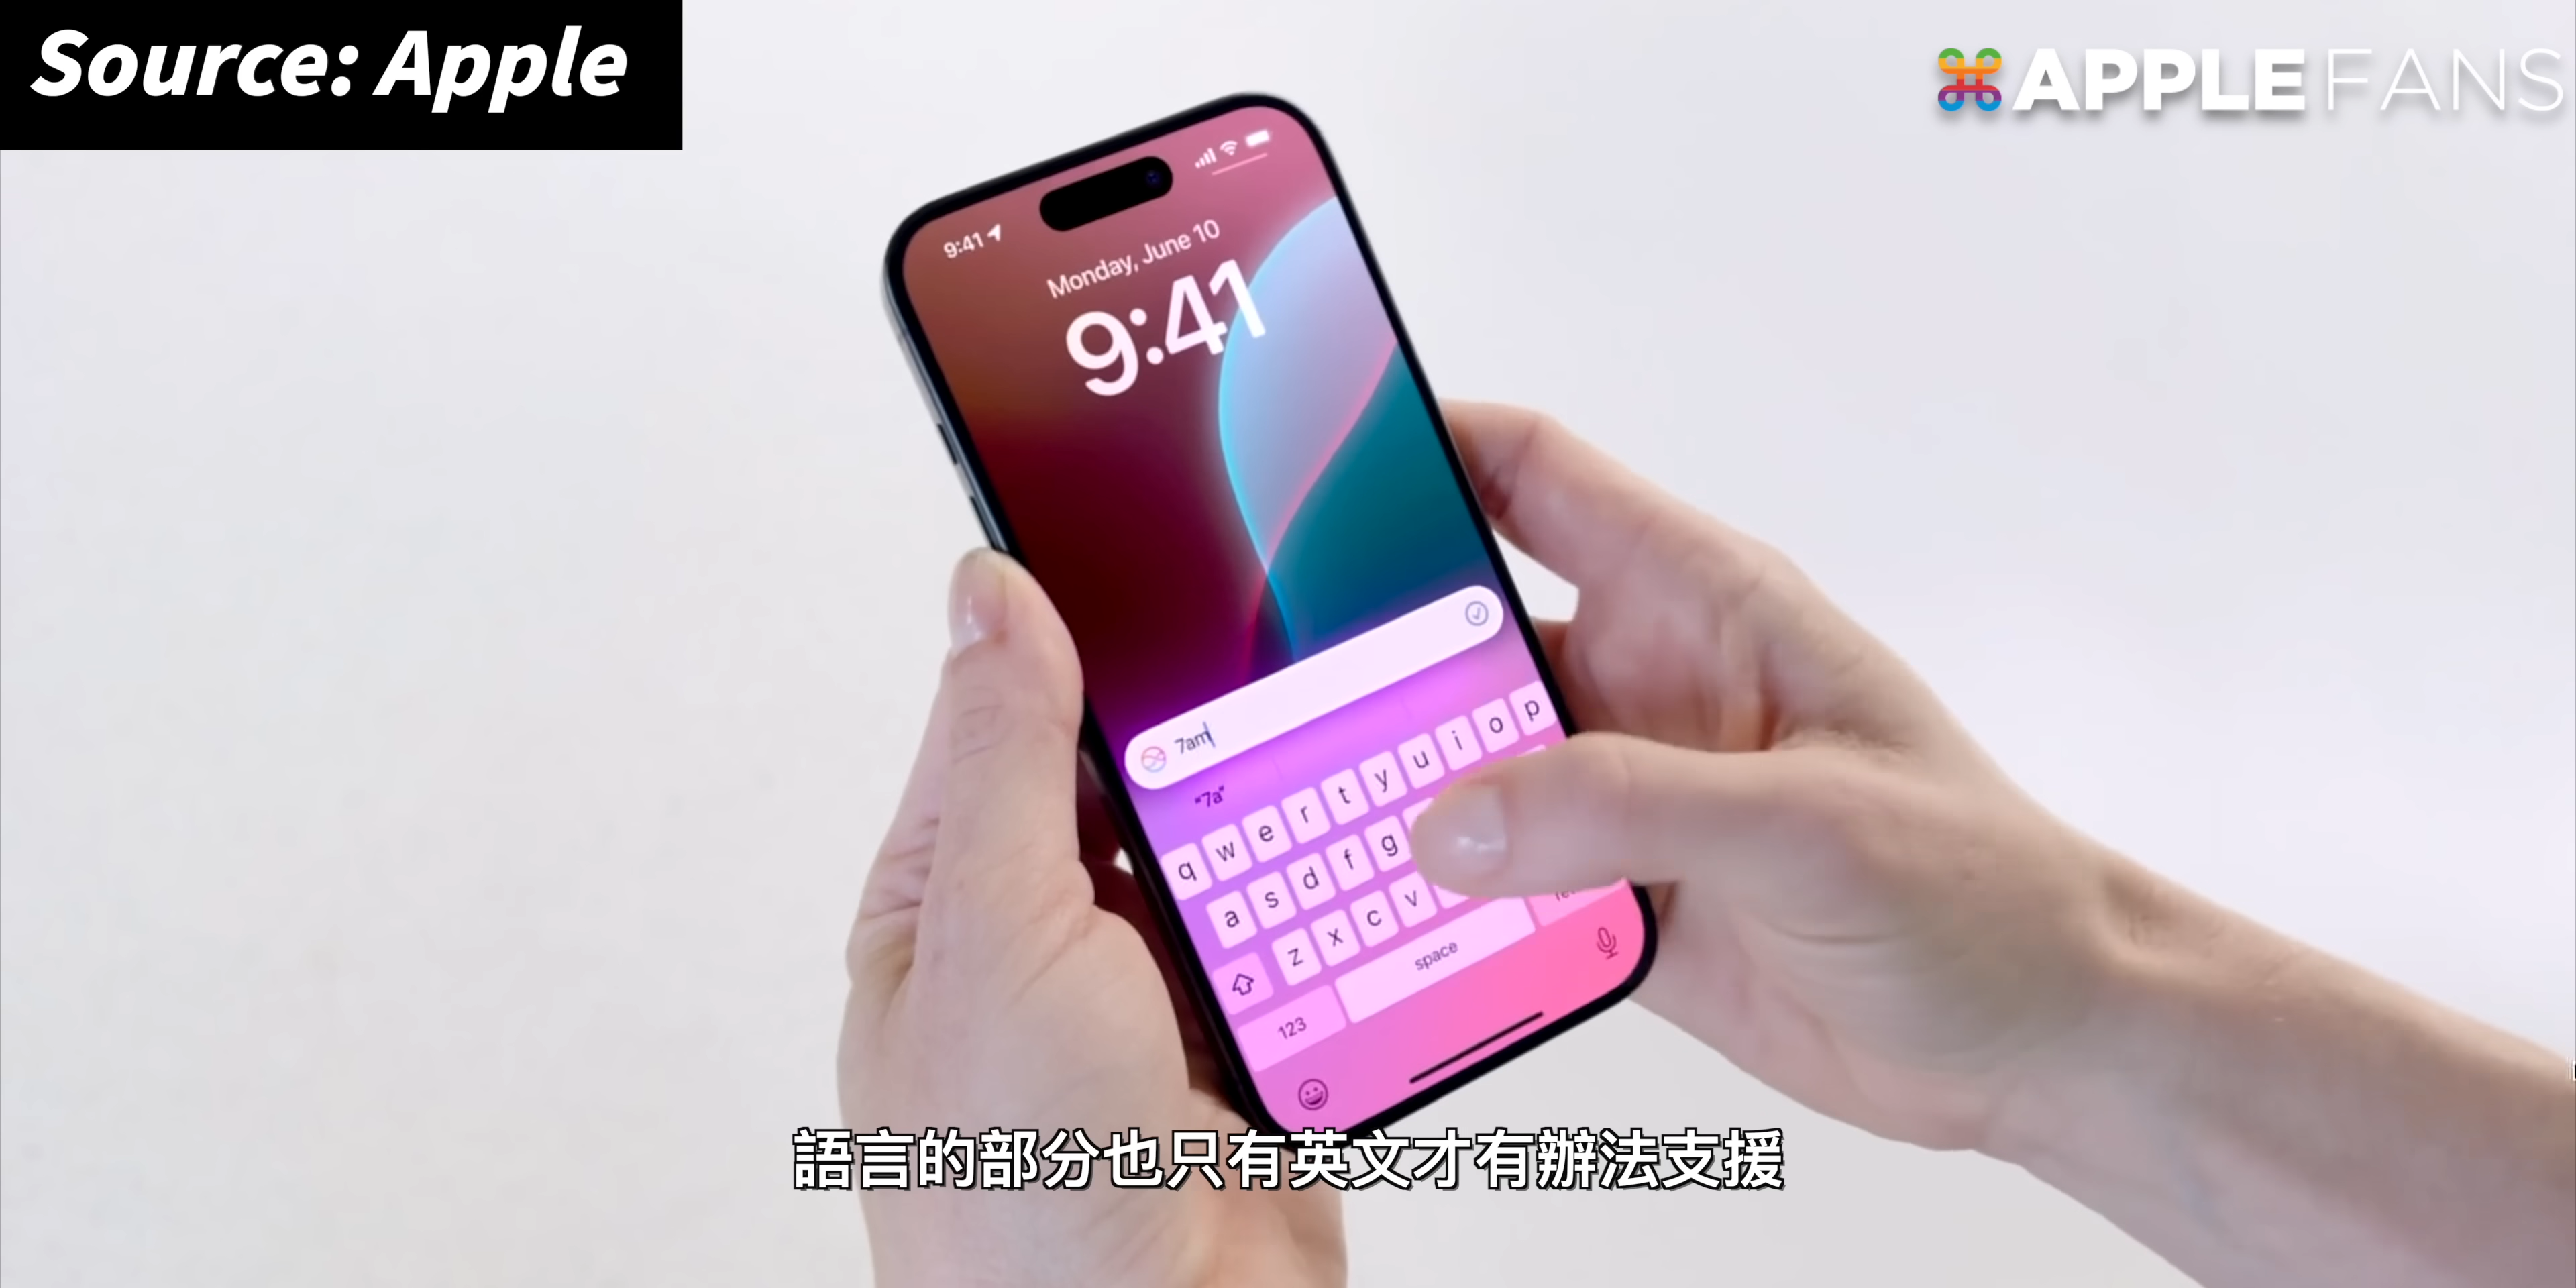 Source: Apple
APPLEFANS
9:41
Monday, June 10
9:41
7am
"7a"
q w e r t y u i o p
a s d f g
z x c v
123
space
語言的部分也只有英文才有辦法支援